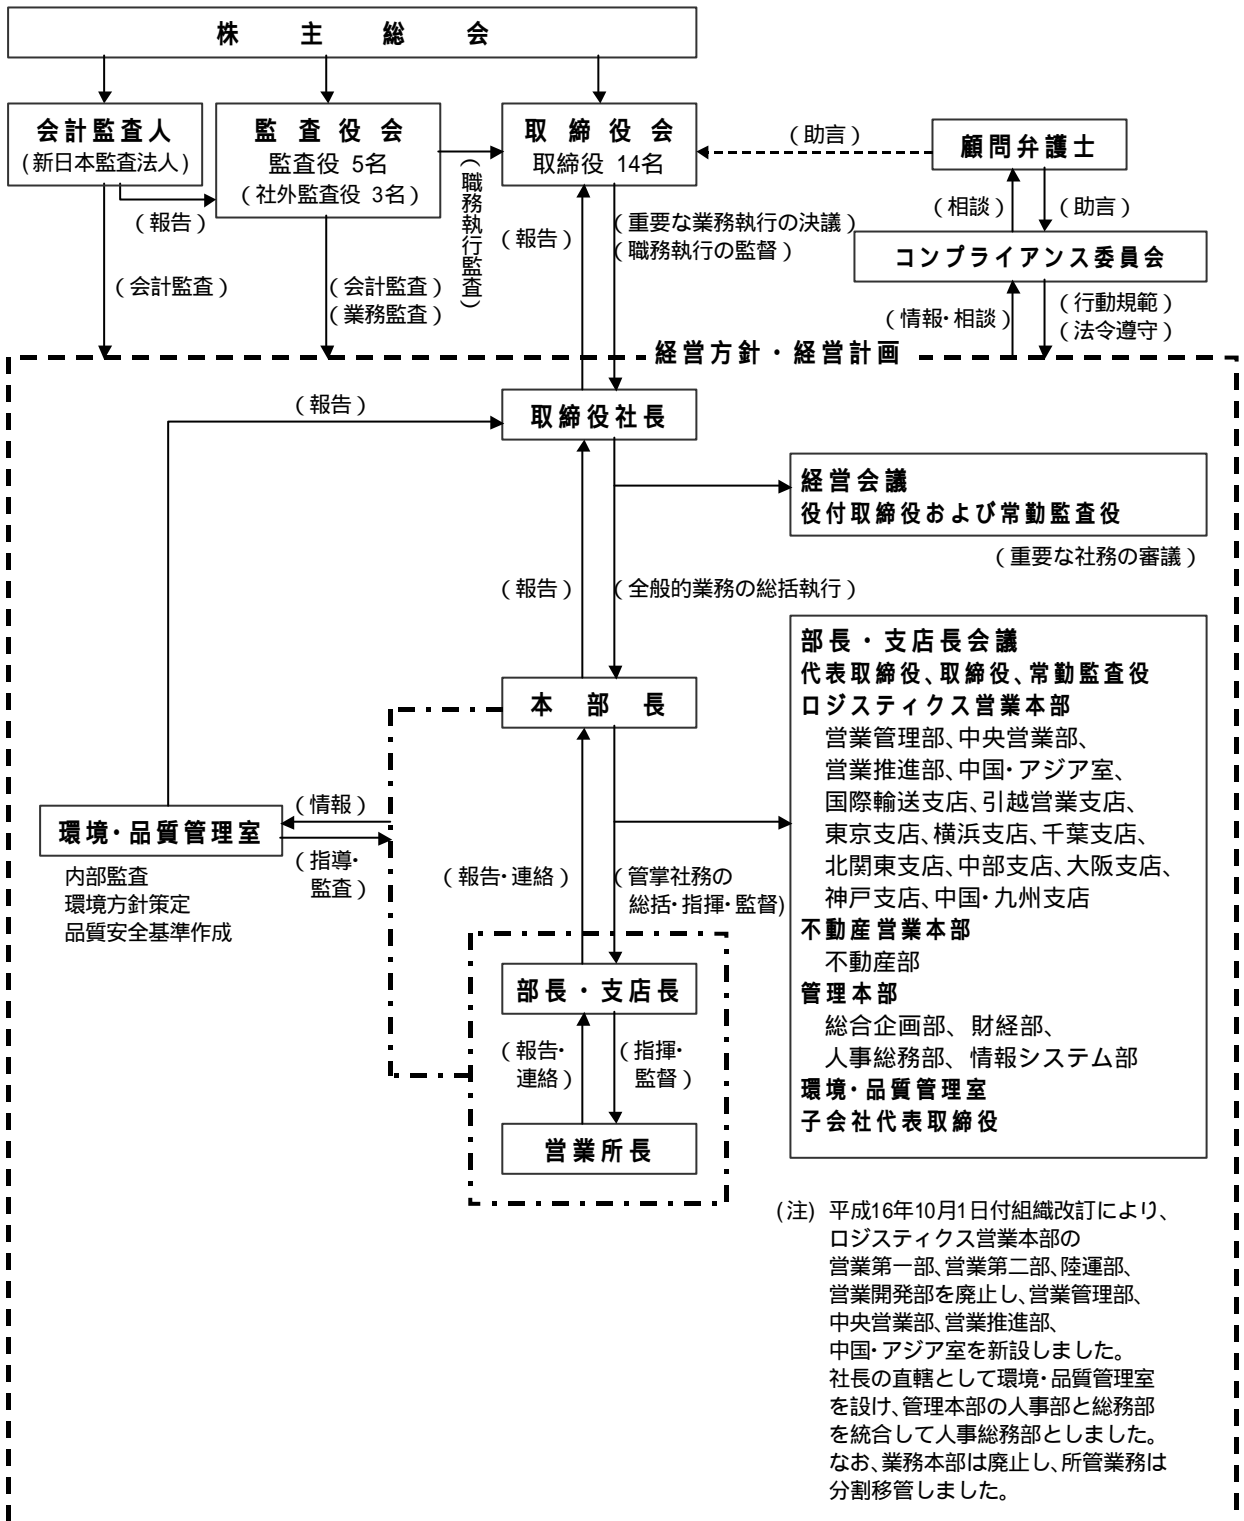 株主総会
会計監査人
(新日本監査法人)
監査役会
監査役 5名
(社外監査役 3名)
取締役会
取締役 14名
(助言)
顧問弁護士
(報告)
(職務執行監査)
(報告)
(重要な業務執行の決議)
(職務執行の監督)
(相談)
(助言)
コンプライアンス委員会
(会計監査)
(会計監査)
(業務監査)
(情報・相談)
(行動規範)
(法令遵守)
経営方針・経営計画
(報告)
取締役社長
経営会議
役付取締役および常勤監査役
(重要な社務の審議)
(報告)
(全般的業務の総括執行)
部長・支店長会議
代表取締役、取締役、常勤監査役
ロジスティクス営業本部
営業管理部、中央営業部、
営業推進部、中国・アジア室、
国際輸送支店、引越営業支店、
東京支店、横浜支店、千葉支店、
北関東支店、中部支店、大阪支店、
神戸支店、中国・九州支店
不動産営業本部
不動産部
管理本部
総合企画部、財経部、
人事総務部、情報システム部
環境・品質管理室
子会社代表取締役
本部長
(情報)
環境・品質管理室
(指導・
監査)
内部監査
環境方針策定
品質安全基準作成
(報告・連絡)
(管掌社務の
総括・指揮・監督)
部長・支店長
(報告・
連絡)
(指揮・
監督)
営業所長
(注) 平成16年10月1日付組織改訂により、
ロジスティクス営業本部の
営業第一部、営業第二部、陸運部、
営業開発部を廃止し、営業管理部、
中央営業部、営業推進部、
中国・アジア室を新設しました。
社長の直轄として環境・品質管理室
を設け、管理本部の人事部と総務部
を統合して人事総務部としました。
なお、業務本部は廃止し、所管業務は
分割移管しました。